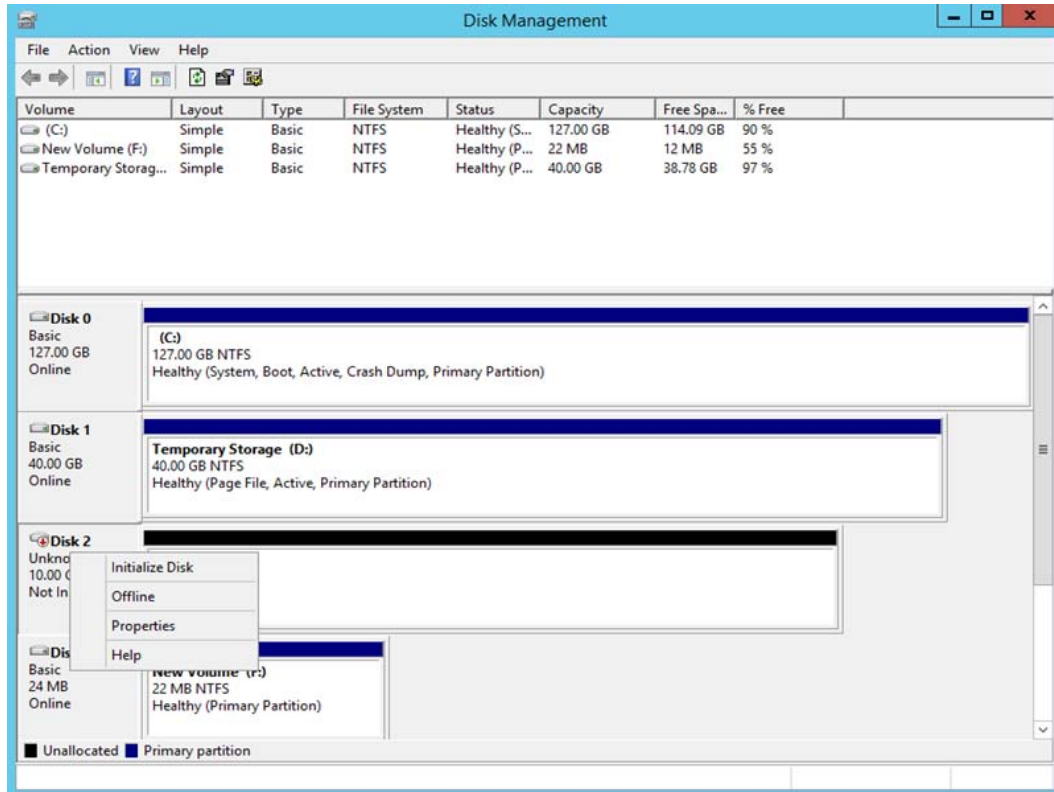 Disk Management
File Action View Help
Volume Layout Type File System Status Capacity Free Spa... % Free
(C:) Simple Basic NTFS Healthy (S... 127.00 GB 114.09 GB 90 %
New Volume (F:) Simple Basic NTFS Healthy (P... 22 MB 12 MB 55 %
Temporary Storag... Simple Basic NTFS Healthy (P... 40.00 GB 38.78 GB 97 %
Disk 0
Basic
127.00 GB
Online
(C:)
127.00 GB NTFS
Healthy (System, Boot, Active, Crash Dump, Primary Partition)
Disk 1
Basic
40.00 GB
Online
Temporary Storage (D:)
40.00 GB NTFS
Healthy (Page File, Active, Primary Partition)
Disk 2
Unkno
10.00
Not In
Initialize Disk
Offline
Properties
Help
Dis
Basic
24 MB
Online
New Volume (F:)
22 MB NTFS
Healthy (Primary Partition)
Unallocated Primary partition